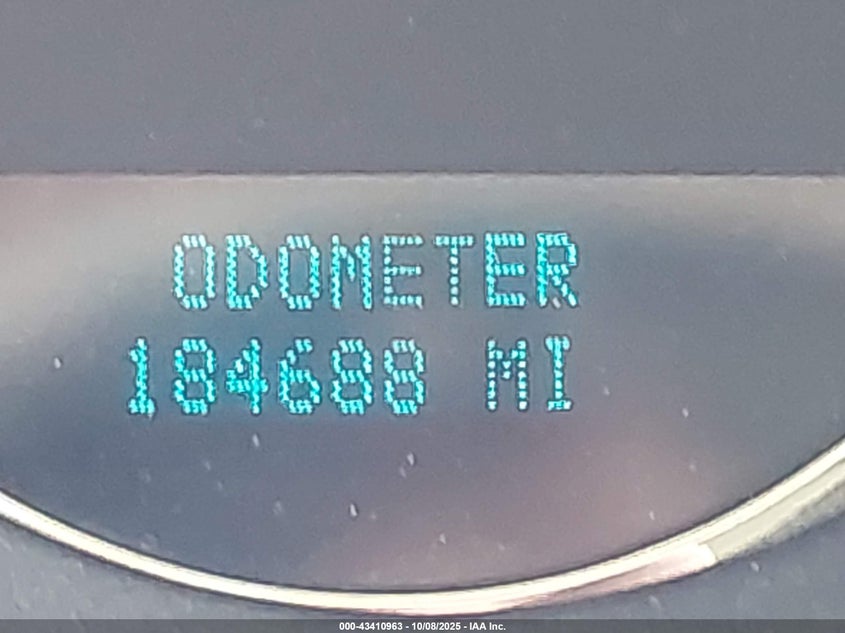 ODOMETER
184688 MI
000-43410963 - 10/08/2025 - IAA Inc.